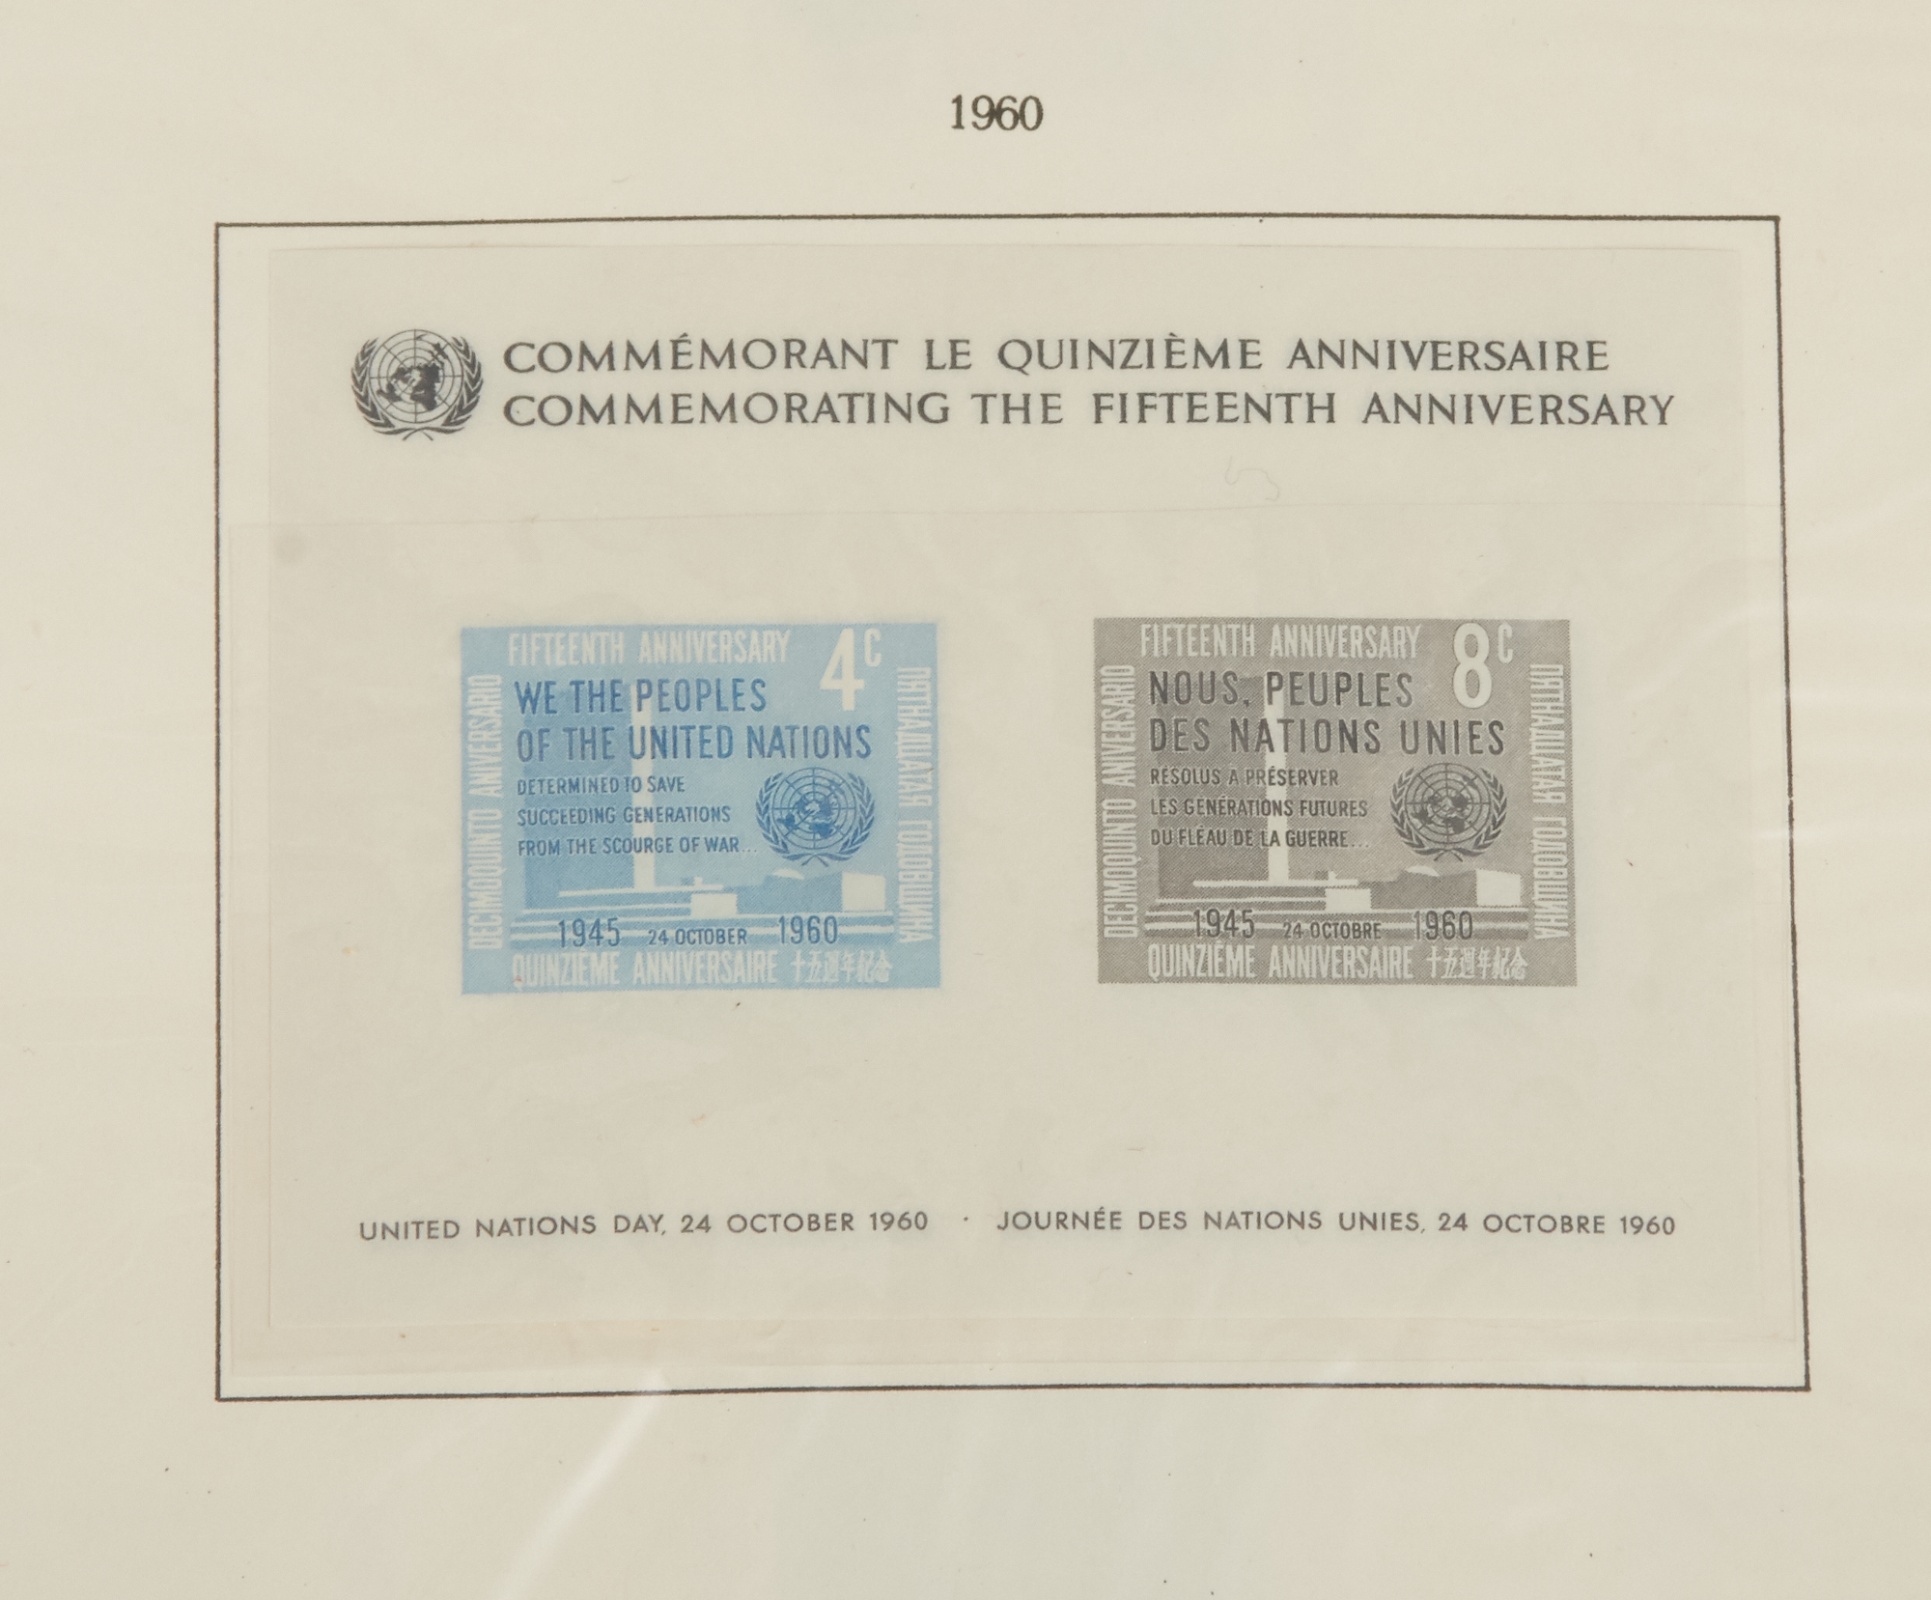 1960
COMMÉMORANT LE QUINZIÈME ANNIVERSAIRE
COMMEMORATING THE FIFTEENTH ANNIVERSARY
FIFTEENTH ANNIVERSARY 4C
DECIMOQUINTO ANIVERSARIO
WE THE PEOPLES
OF THE UNITED NATIONS
DETERMINED TO SAVE
SUCCEEDING GENERATIONS
FROM THE SCOURGE OF WAR...
ПЯТНАДЦАТАЯ ГОДОВЩИНА
1945 24 OCTOBER 1960
QUINZIÈME ANNIVERSAIRE 十五週年紀念
FIFTEENTH ANNIVERSARY 8C
DECIMOQUINTO ANIVERSARIO
NOUS, PEUPLES
DES NATIONS UNIES
RÉSOLUS À PRÉSERVER
LES GÉNÉRATIONS FUTURES
DU FLÉAU DE LA GUERRE...
ПЯТНАДЦАТАЯ ГОДОВЩИНА
1945 24 OCTOBRE 1960
QUINZIÈME ANNIVERSAIRE 十五週年紀念
UNITED NATIONS DAY, 24 OCTOBER 1960 · JOURNÉE DES NATIONS UNIES, 24 OCTOBRE 1960